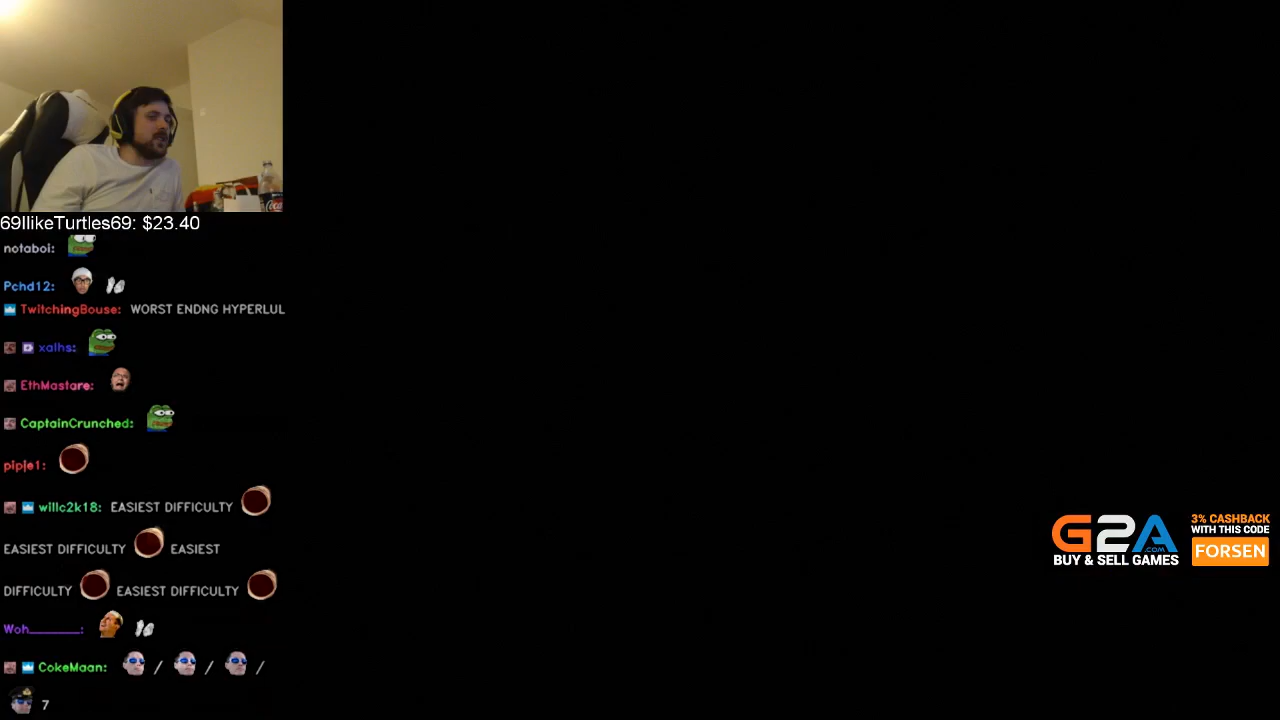 69IlikeTurtles69: $23.40
notaboi:
Pchd12:
TwitchingBouse: WORST ENDNG HYPERLUL
xalhs:
EthMastare:
CaptainCrunched:
pipje1:
willc2k18: EASIEST DIFFICULTY
EASIEST DIFFICULTY EASIEST
DIFFICULTY EASIEST DIFFICULTY
Woh_______:
CokeMaan: / / /
7
G2A
.COM
BUY & SELL GAMES
3% CASHBACK
WITH THIS CODE
FORSEN